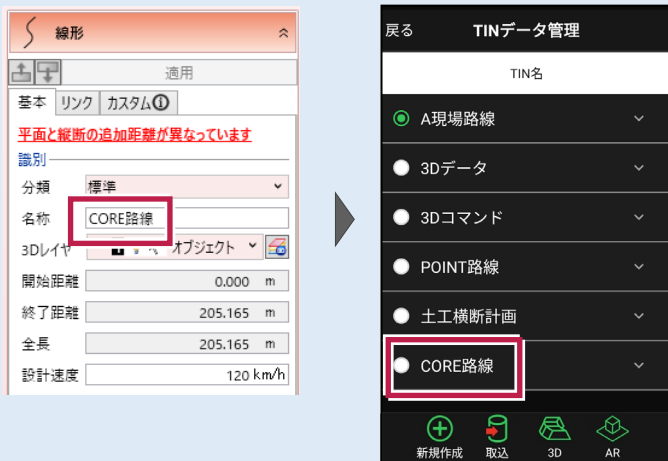 線形
適用
基本 リンク カスタム
平面と縦断の追加距離が異なっています
識別
分類 標準
名称 CORE路線
3Dレイヤ オブジェクト
開始距離 0.000 m
終了距離 205.165 m
全長 205.165 m
設計速度 120 km/h
戻る TINデータ管理
TIN名
A現場路線
3Dデータ
3Dコマンド
POINT路線
土工横断計画
CORE路線
新規作成 取込 3D AR